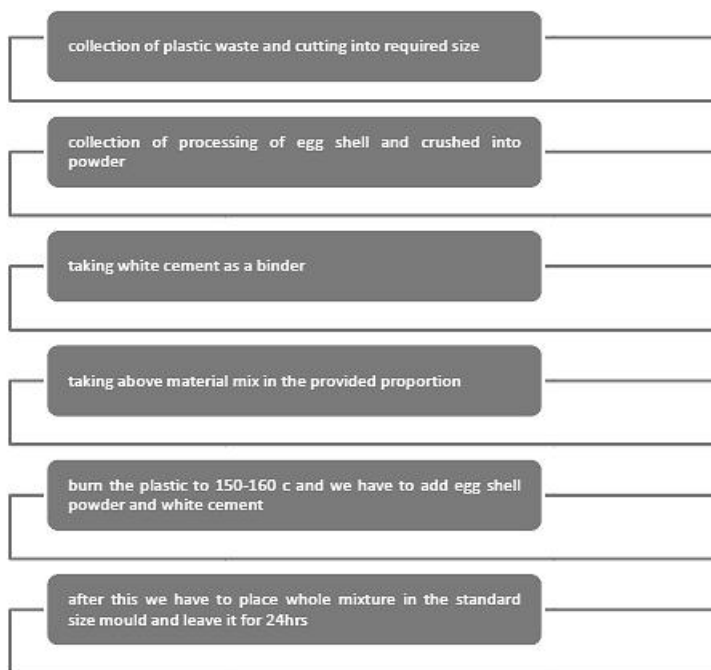 collection of plastic waste and cutting into required size
collection of processing of egg shell and crushed into
powder
taking white cement as a binder
taking above material mix in the provided proportion
burn the plastic to 150-160 c and we have to add egg shell
powder and white cement
after this we have to place whole mixture in the standard
size mould and leave it for 24hrs